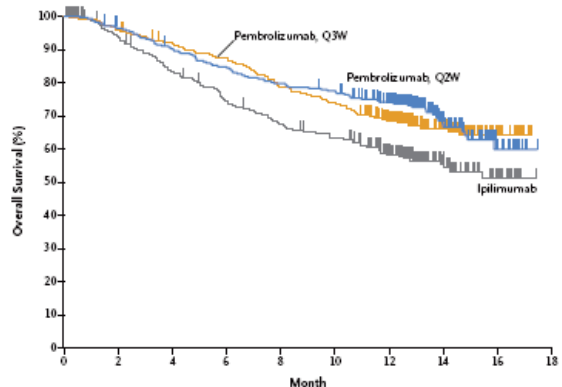 100
90
80
70
60
50
40
30
20
10
0
Overall Survival (%)
Pembrolizumab, Q3W
Pembrolizumab, Q2W
Ipilimumab
0 2 4 6 8 10 12 14 16 18
Month